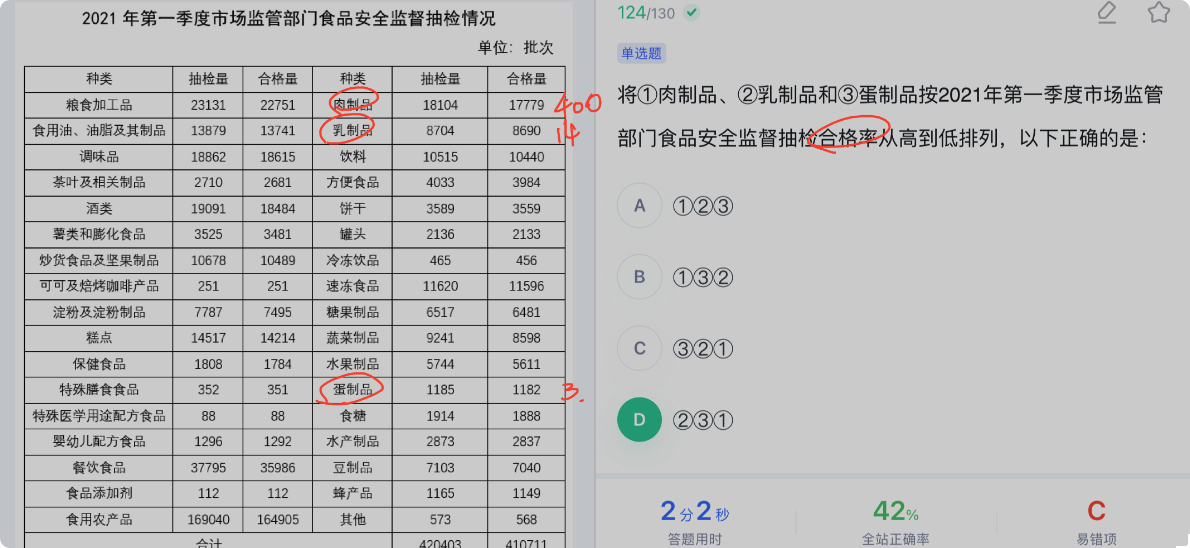 2021 年第一季度市场监管部门食品安全监督抽检情况
单位：批次
种类 抽检量 合格量 种类 抽检量 合格量
粮食加工品 23131 22751 肉制品 18104 17779 400
食用油、油脂及其制品 13879 13741 乳制品 8704 8690 14
调味品 18862 18615 饮料 10515 10440
茶叶及相关制品 2710 2681 方便食品 4033 3984
酒类 19091 18484 饼干 3589 3559
薯类和膨化食品 3525 3481 罐头 2136 2133
炒货食品及坚果制品 10678 10489 冷冻饮品 465 456
可可及焙烤咖啡产品 251 251 速冻食品 11620 11596
淀粉及淀粉制品 7787 7495 糖果制品 6517 6481
糕点 14517 14214 蔬菜制品 9241 8598
保健食品 1808 1784 水果制品 5744 5611
特殊膳食食品 352 351 蛋制品 1185 1182 3.
特殊医学用途配方食品 88 88 食糖 1914 1888
婴幼儿配方食品 1296 1292 水产制品 2873 2837
餐饮食品 37795 35986 豆制品 7103 7040
食品添加剂 112 112 蜂产品 1165 1149
食用农产品 169040 164905 其他 573 568
合计 420403 410711
124/130
单选题
将①肉制品、②乳制品和③蛋制品按2021年第一季度市场监管
部门食品安全监督抽检合格率从高到低排列，以下正确的是：
A ①②③
B ①③②
C ③②①
D ②③①
2分2秒 42% C
答题用时 全站正确率 易错项